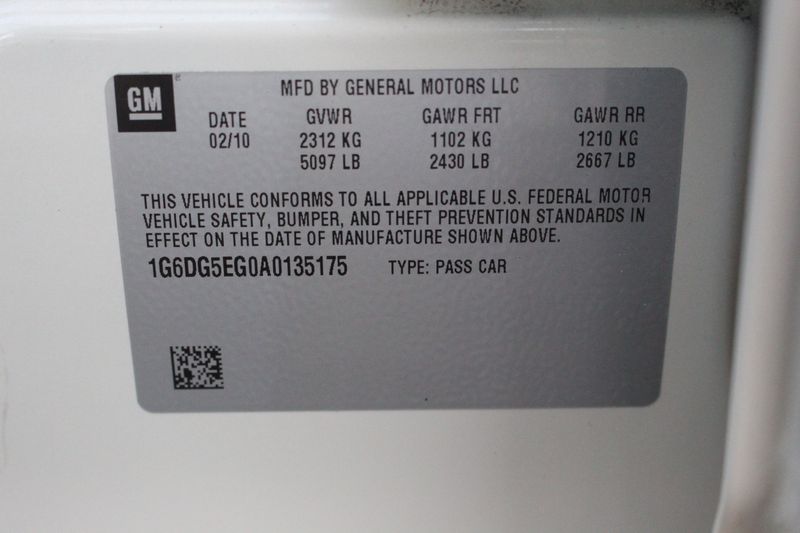 GM
MFD BY GENERAL MOTORS LLC
DATE GVWR GAWR FRT GAWR RR
02/10 2312 KG 1102 KG 1210 KG
5097 LB 2430 LB 2667 LB
THIS VEHICLE CONFORMS TO ALL APPLICABLE U.S. FEDERAL MOTOR
VEHICLE SAFETY, BUMPER, AND THEFT PREVENTION STANDARDS IN
EFFECT ON THE DATE OF MANUFACTURE SHOWN ABOVE.
1G6DG5EG0A0135175 TYPE: PASS CAR